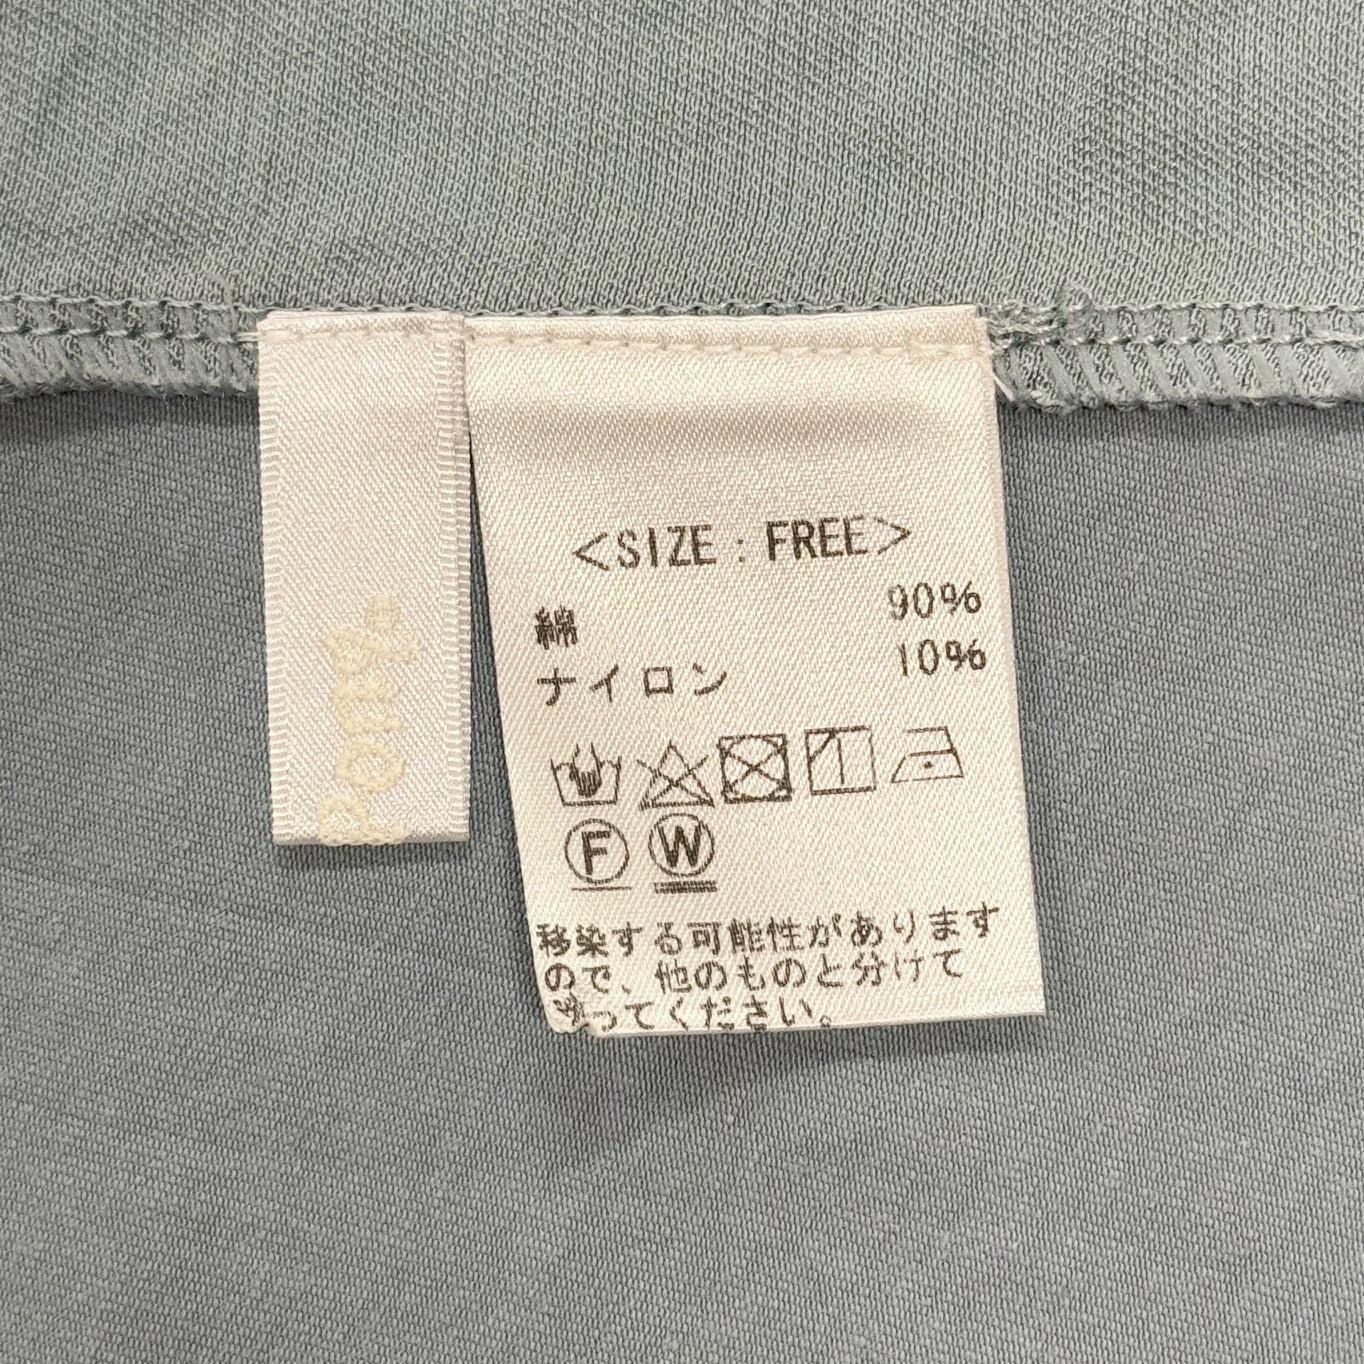 <SIZE : FREE>
綿 90%
ナイロン 10%
F W
移染する可能性があります
ので、他のものと分けて
洗ってください。